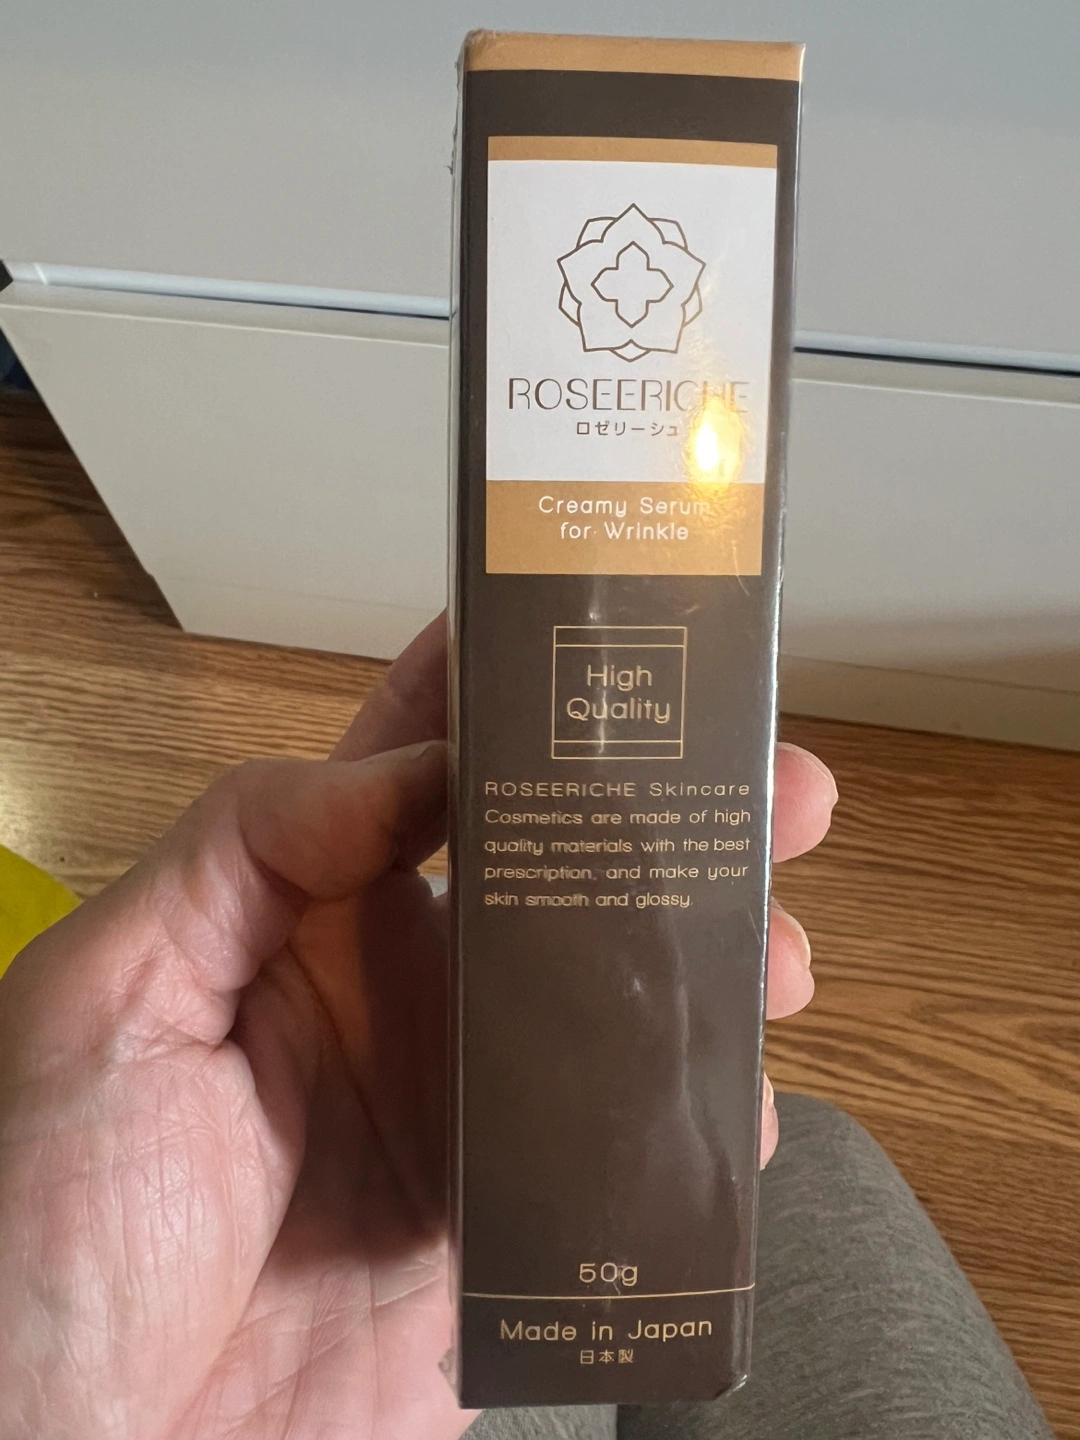 ROSEERICHE
ロゼリーシュ
Creamy Serum
for Wrinkle
High
Quality
ROSEERICHE Skincare
Cosmetics are made of high
quality materials with the best
prescription, and make your
skin smooth and glossy.
50g
Made in Japan
日本製